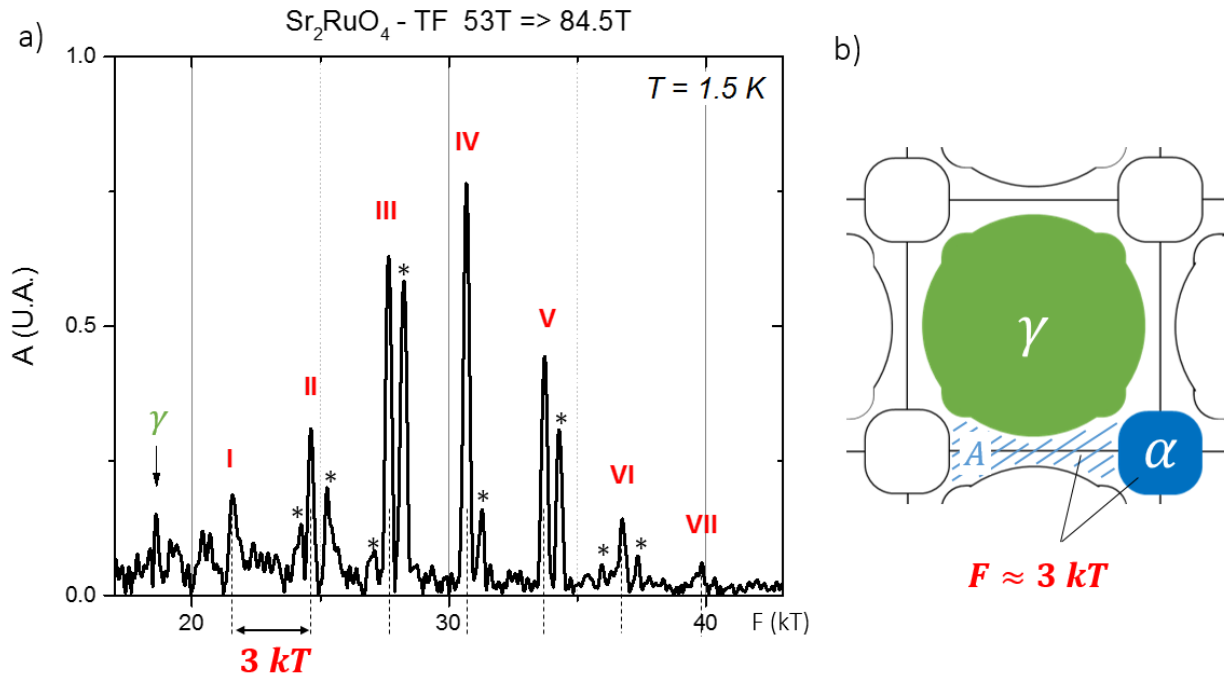 a)
Sr₂RuO₄ - TF 53T => 84.5T
T = 1.5 K
A (U.A.)
1.0
0.5
0.0
γ
I
*
II
*
*
III
*
IV
*
V
*
*
VI
*
VII
20
30
40
F (kT)
3 kT
b)
γ
A
α
F ≈ 3 kT